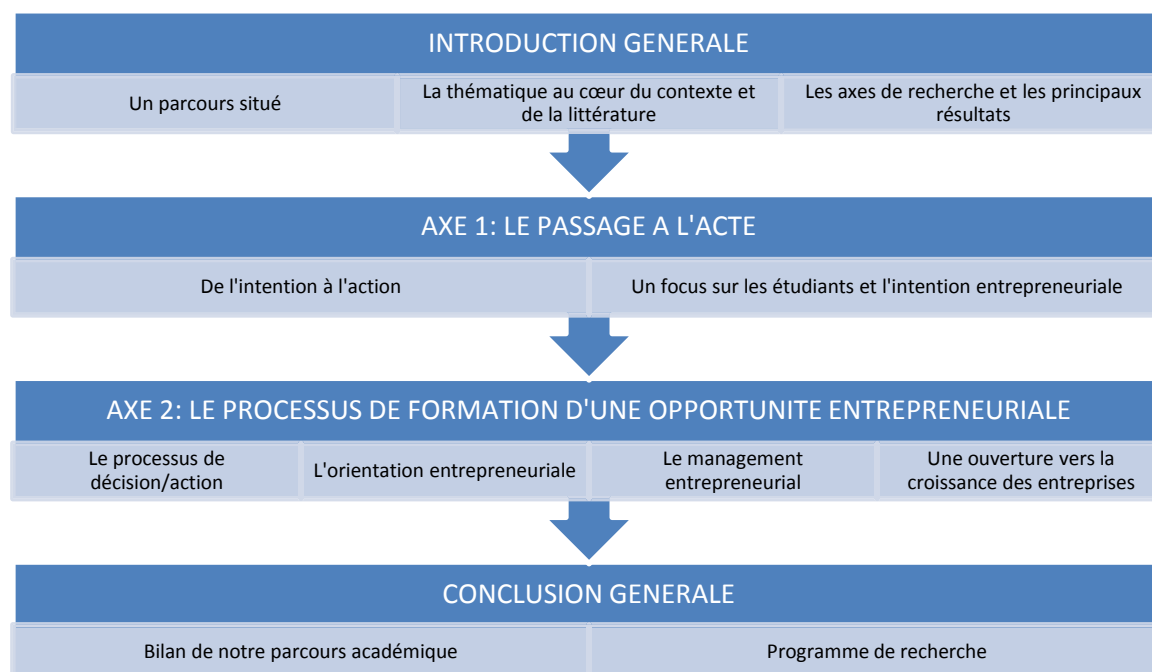 INTRODUCTION GENERALE
Un parcours situé
La thématique au cœur du contexte et
de la littérature
Les axes de recherche et les principaux
résultats
AXE 1: LE PASSAGE A L'ACTE
De l'intention à l'action
Un focus sur les étudiants et l'intention entrepreneuriale
AXE 2: LE PROCESSUS DE FORMATION D'UNE OPPORTUNITE ENTREPRENEURIALE
Le processus de
décision/action
L'orientation entrepreneuriale
Le management
entrepreneurial
Une ouverture vers la
croissance des entreprises
CONCLUSION GENERALE
Bilan de notre parcours académique
Programme de recherche